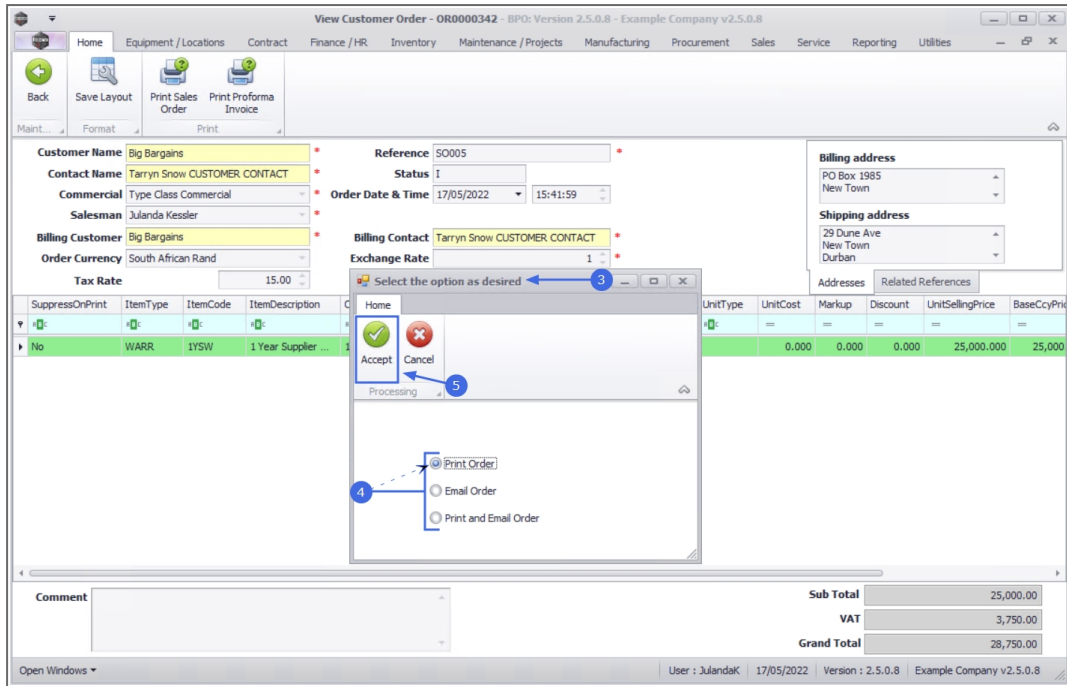 View Customer Order - OR0000342 - BPO: Version 2.5.0.8 - Example Company v2.5.0.8
Home Equipment / Locations Contract Finance / HR Inventory Maintenance / Projects Manufacturing Procurement Sales Service Reporting Utilities
Back Save Layout Print Sales Order Print Proforma Invoice
Maint... Format Print
Customer Name Big Bargains * Reference SO005 *
Contact Name Tarryn Snow CUSTOMER CONTACT * Status I
Commercial Type Class Commercial * Order Date & Time 17/05/2022 15:41:59
Salesman Julanda Kessler *
Billing Customer Big Bargains * Billing Contact Tarryn Snow CUSTOMER CONTACT *
Order Currency South African Rand Exchange Rate 1 *
Tax Rate 15.00
Billing address
PO Box 1985
New Town
Shipping address
29 Dune Ave
New Town
Durban
Addresses Related References
SuppressOnPrint ItemType ItemCode ItemDescription UnitType UnitCost Markup Discount UnitSellingPrice BaseCcyPric
= = = = =
No WARR 1YSW 1 Year Supplier ... 0.000 0.000 0.000 25,000.000 25,000
Select the option as desired 3
Home
Accept Cancel
5
Processing
Print Order
4
Email Order
Print and Email Order
Comment
Sub Total 25,000.00
VAT 3,750.00
Grand Total 28,750.00
Open Windows User : JulandaK 17/05/2022 Version : 2.5.0.8 Example Company v2.5.0.8